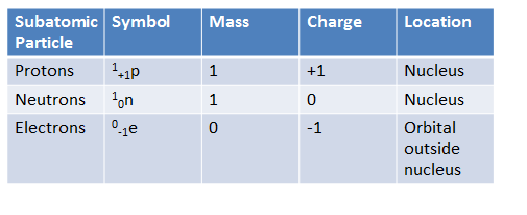 Subatomic Particle Symbol Mass Charge Location
Protons ¹₊₁p 1 +1 Nucleus
Neutrons ¹₀n 1 0 Nucleus
Electrons ⁰₋₁e 0 -1 Orbital
outside
nucleus